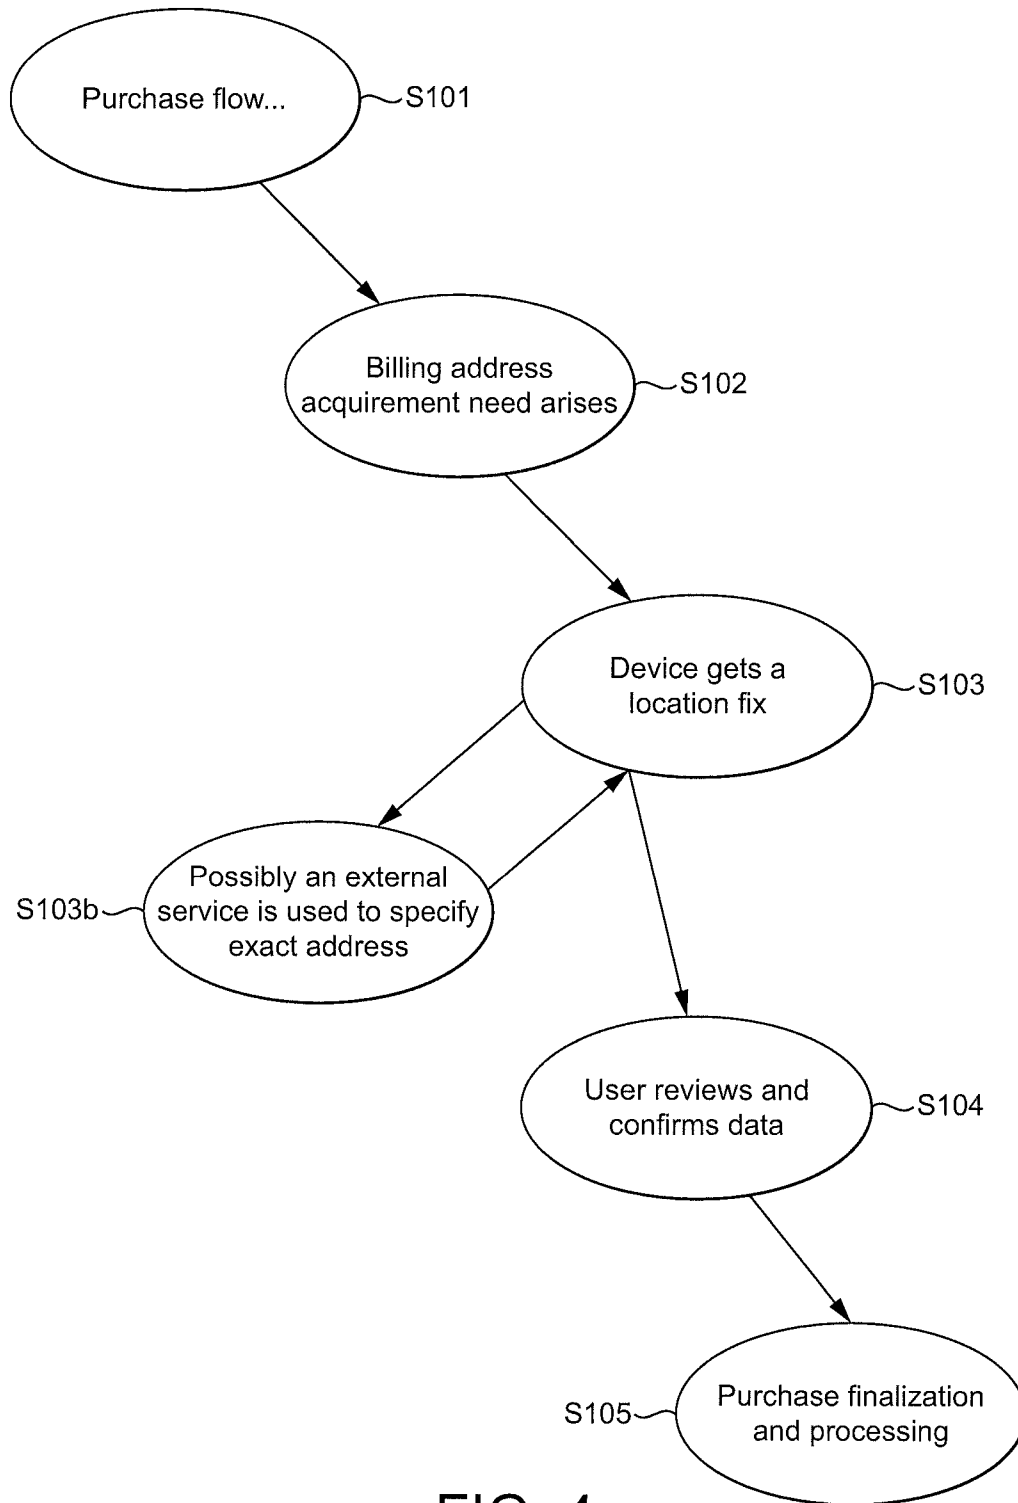 Purchase flow...
S101
Billing address
acquirement need arises
S102
Device gets a
location fix
S103
Possibly an external
service is used to specify
exact address
S103b
User reviews and
confirms data
S104
Purchase finalization
and processing
S105